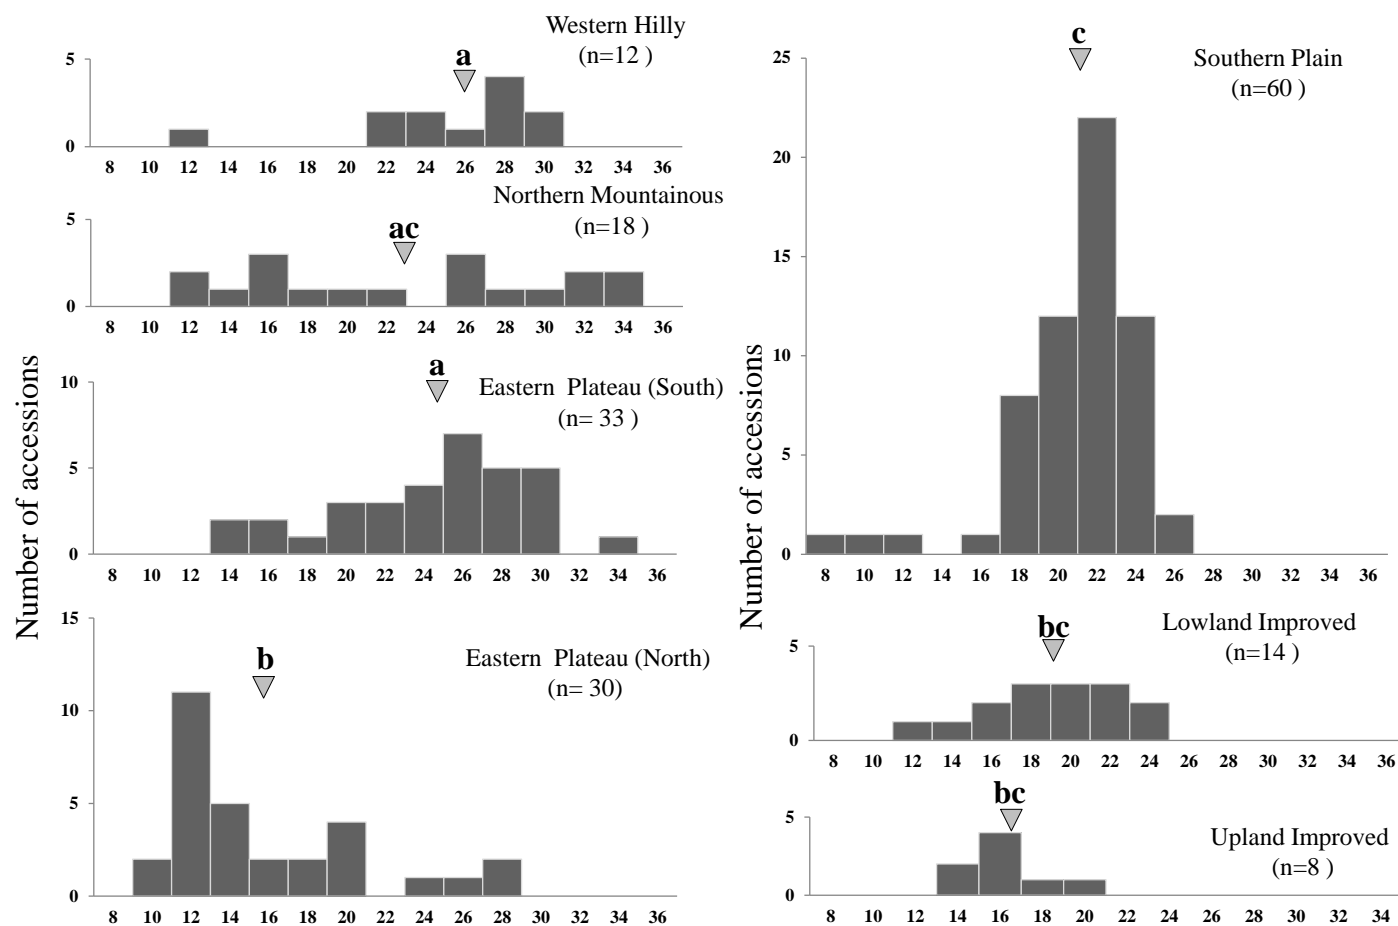 Western Hilly
(n=12 )
a
5
0
8 10 12 14 16 18 20 22 24 26 28 30 32 34 36
Northern Mountainous
(n=18 )
ac
5
0
8 10 12 14 16 18 20 22 24 26 28 30 32 34 36
Number of accessions
a
Eastern Plateau (South)
(n= 33 )
10
5
0
8 10 12 14 16 18 20 22 24 26 28 30 32 34 36
b
Eastern Plateau (North)
(n= 30)
15
10
5
0
8 10 12 14 16 18 20 22 24 26 28 30 32 34 36
c
Southern Plain
(n=60 )
25
20
15
10
5
0
8 10 12 14 16 18 20 22 24 26 28 30 32 34 36
Number of accessions
bc
Lowland Improved
(n=14 )
5
0
8 10 12 14 16 18 20 22 24 26 28 30 32 34 36
bc
Upland Improved
(n=8 )
5
0
8 10 12 14 16 18 20 22 24 26 28 30 32 34